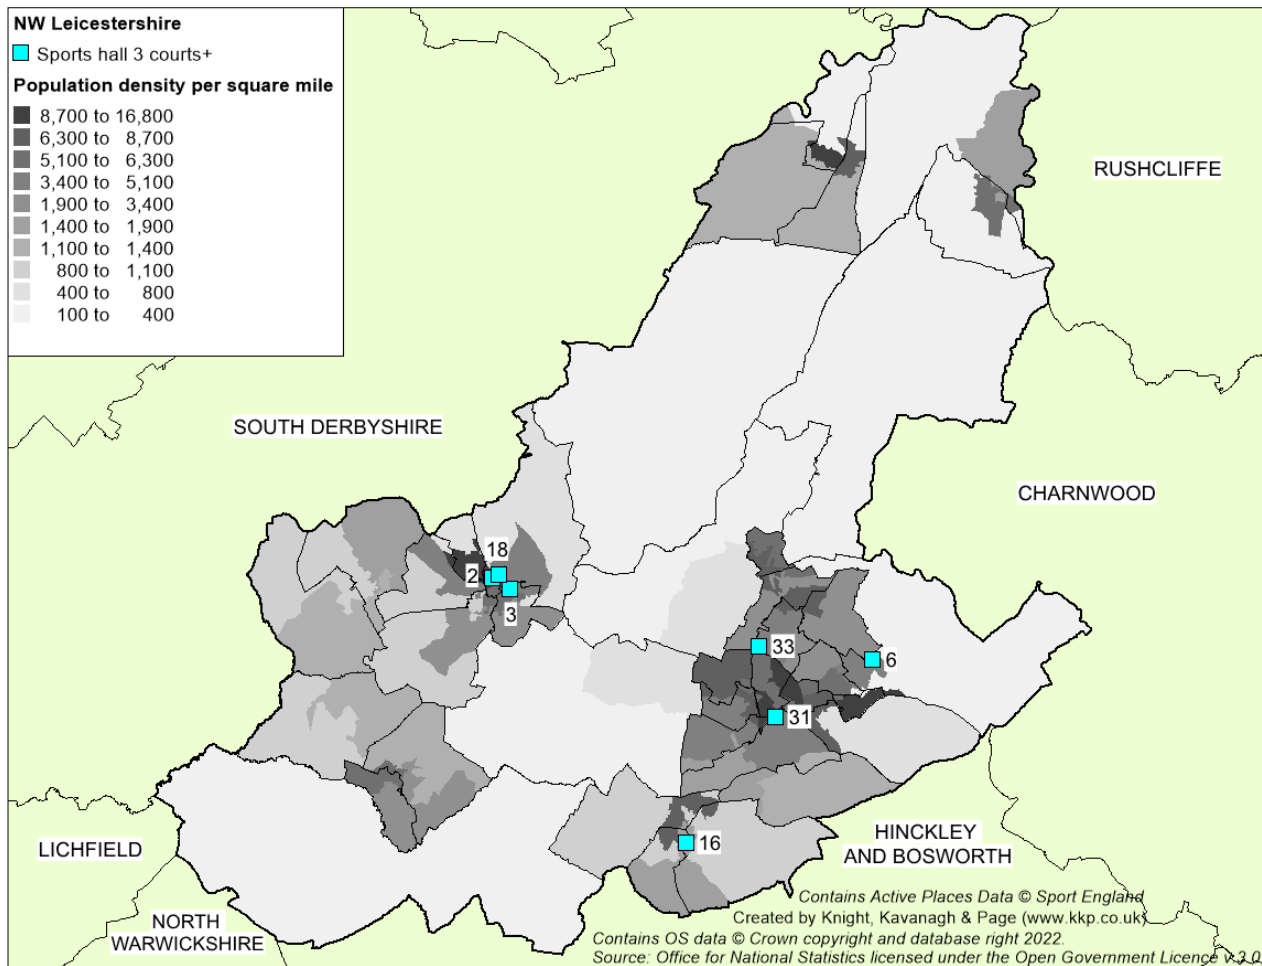 NW Leicestershire
Sports hall 3 courts+
Population density per square mile
8,700 to 16,800
6,300 to 8,700
5,100 to 6,300
3,400 to 5,100
1,900 to 3,400
1,400 to 1,900
1,100 to 1,400
800 to 1,100
400 to 800
100 to 400
RUSHCLIFFE
SOUTH DERBYSHIRE
CHARNWOOD
18
2
3
33
6
31
16
LICHFIELD
HINCKLEY
AND BOSWORTH
NORTH
WARWICKSHIRE
Contains Active Places Data © Sport England
Created by Knight, Kavanagh & Page (www.kkp.co.uk)
Contains OS data © Crown copyright and database right 2022.
Source: Office for National Statistics licensed under the Open Government Licence v.3.0